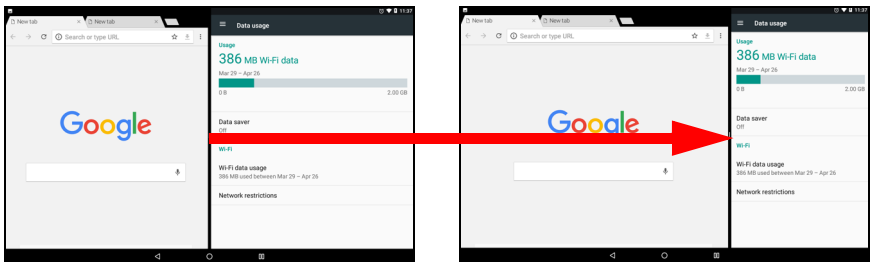 11:37
New tab
New tab
Data usage
Search or type URL
Usage
386 MB Wi-Fi data
Mar 29 – Apr 26
0 B
2.00 GB
Google
Data saver
Off
Wi-Fi
Wi-Fi data usage
386 MB used between Mar 29 – Apr 26
Network restrictions
11:37
New tab
New tab
Data usage
Search or type URL
Usage
386 MB Wi-Fi data
Mar 29 – Apr 26
0 B
2.00 GB
Google
Data saver
Off
Wi-Fi
Wi-Fi data usage
386 MB used between Mar 29 – Apr 26
Network restrictions